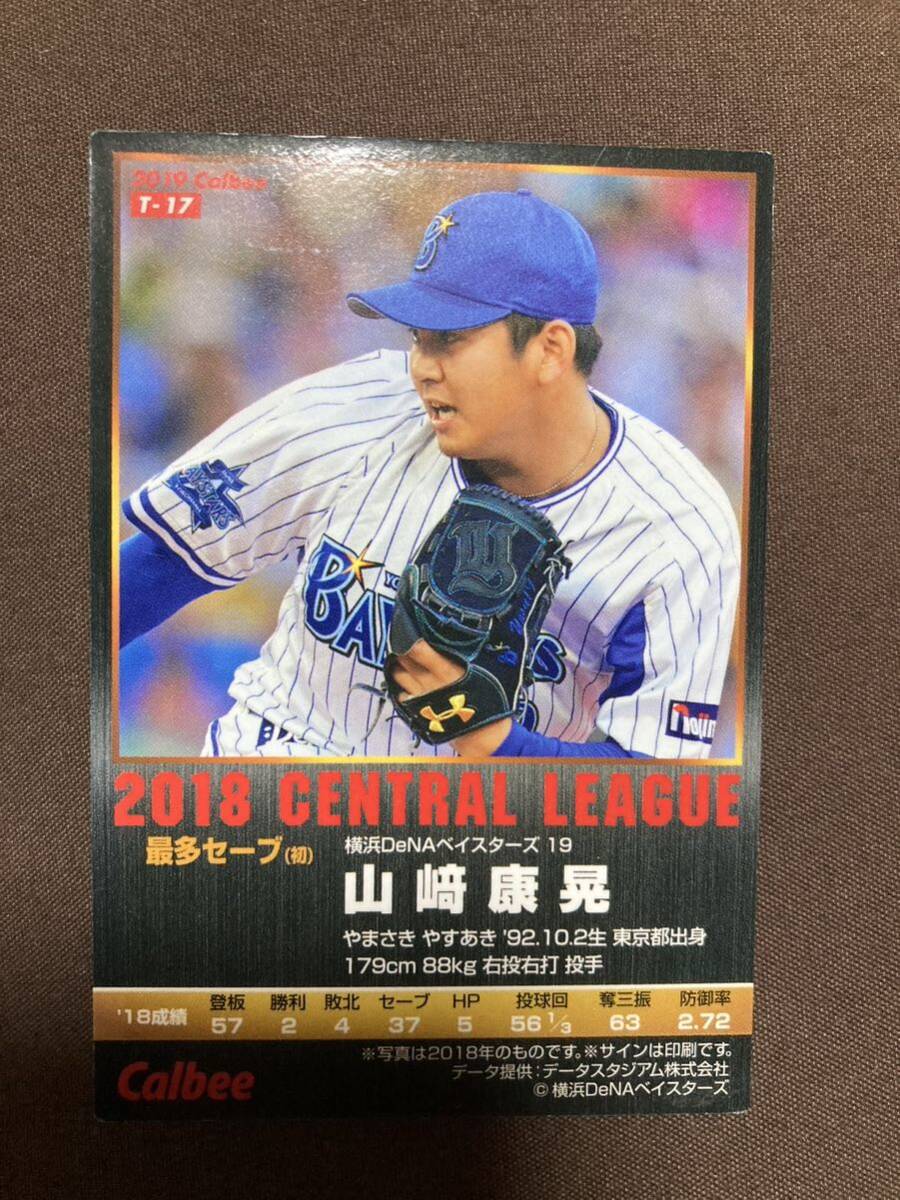 2019 Calbee
T-17
B
BAYSTARS
Y
YO
BAY
S
nojim
2018 CENTRAL LEAGUE
最多セーブ(初)
横浜DeNAベイスターズ 19
山﨑康晃
やまさき やすあき '92.10.2生 東京都出身
179cm 88kg 右投右打 投手
登板 勝利 敗北 セーブ HP 投球回 奪三振 防御率
'18成績 57 2 4 37 5 56 1/3 63 2.72
※写真は2018年のものです。※サインは印刷です。
データ提供:データスタジアム株式会社
Calbee
© 横浜DeNAベイスターズ